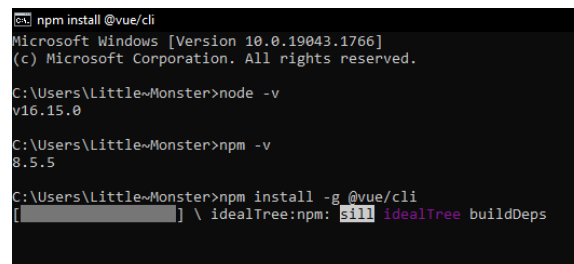 npm install @vue/cli
Microsoft Windows [Version 10.0.19043.1766]
(c) Microsoft Corporation. All rights reserved.
C:\Users\Little~Monster>node -v
v16.15.0
C:\Users\Little~Monster>npm -v
8.5.5
C:\Users\Little~Monster>npm install -g @vue/cli
[                  ] \ idealTree:npm: sill idealTree buildDeps